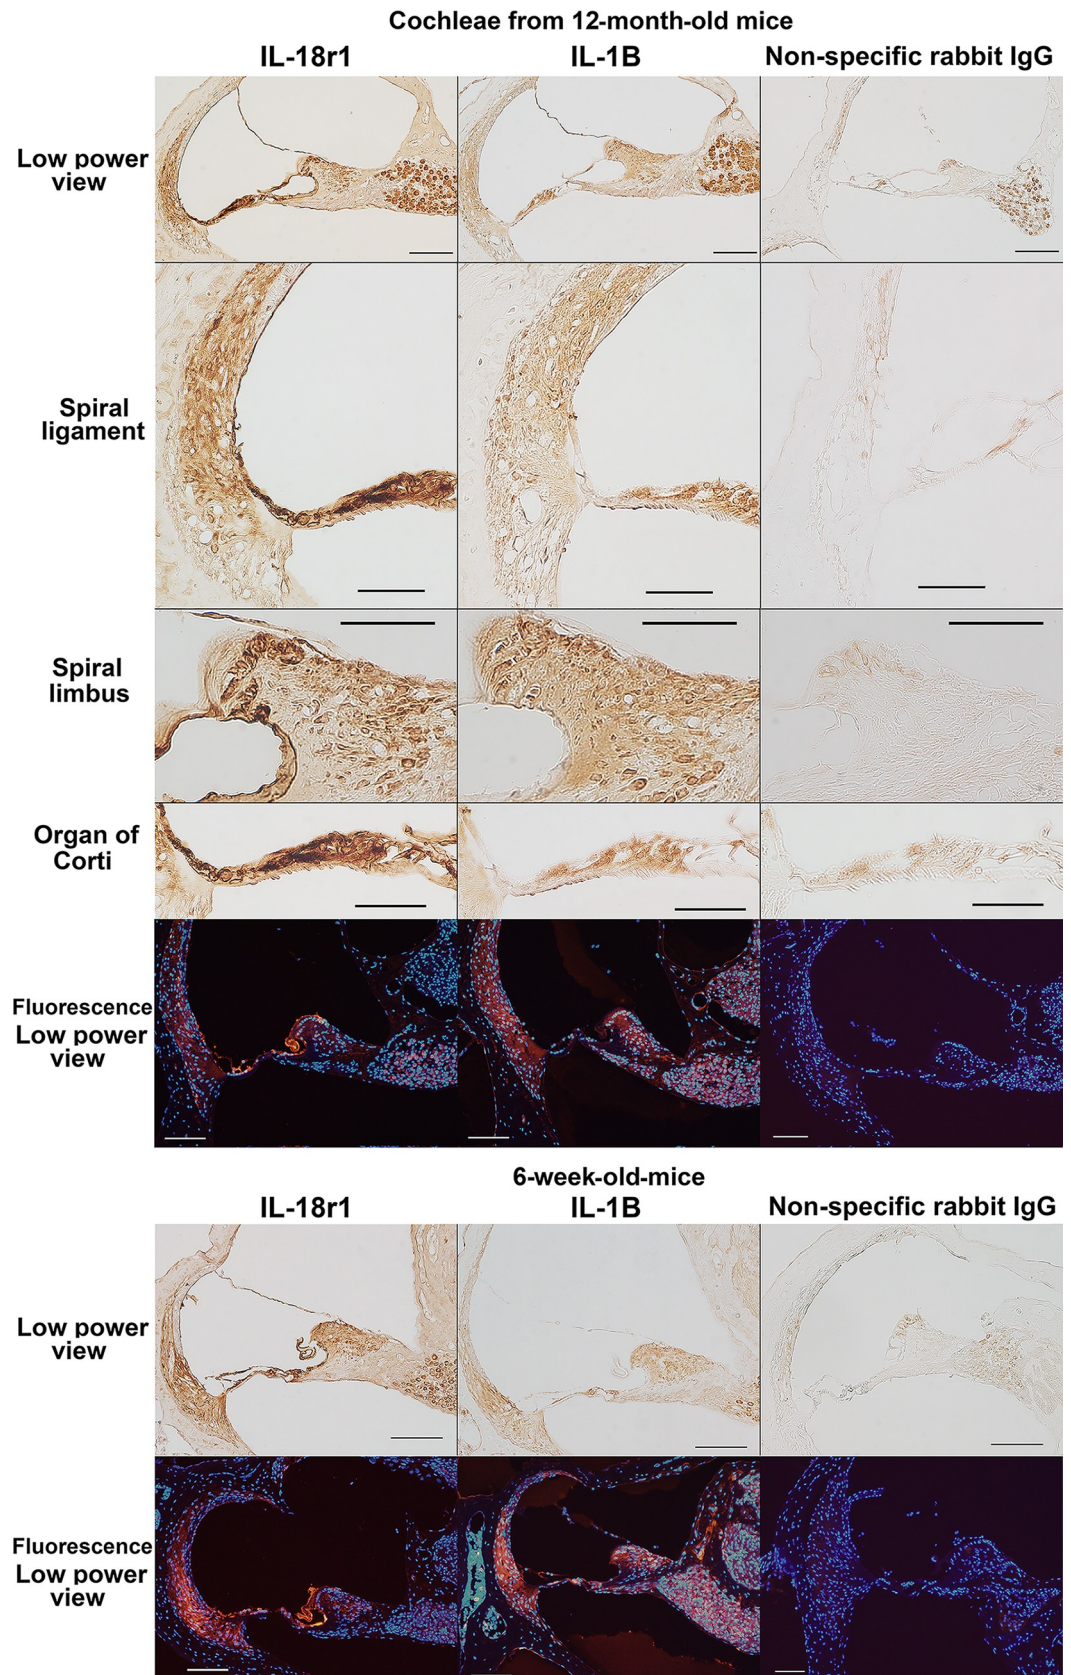 Cochleae from 12-month-old mice
IL-18r1
IL-1B
Non-specific rabbit IgG
Low power
view
Spiral
ligament
Spiral
limbus
Organ of
Corti
Fluorescence
Low power
view
6-week-old-mice
IL-18r1
IL-1B
Non-specific rabbit IgG
Low power
view
Fluorescence
Low power
view